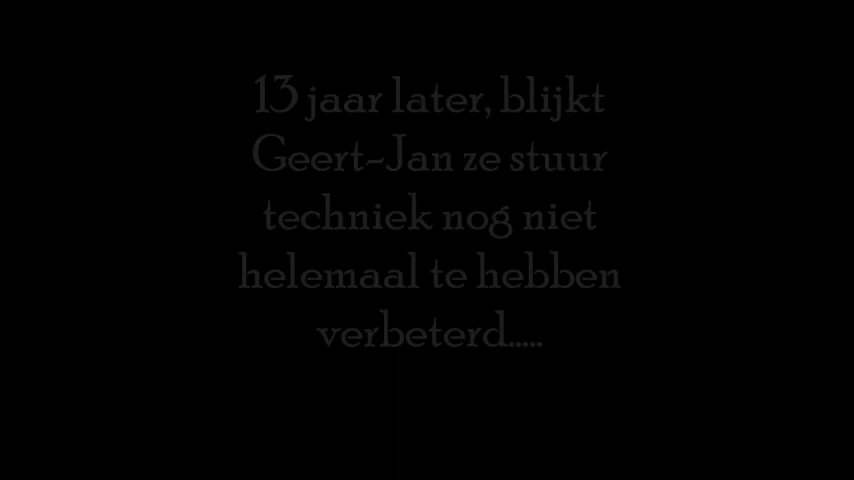 13 jaar later, blijkt
Geert-Jan ze stuur
techniek nog niet
helemaal te hebben
verbeterd.....